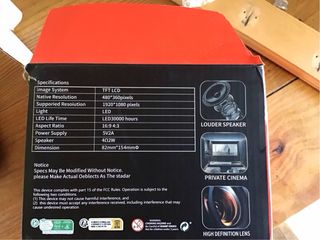 Specifications
Image System TFT LCD
Native Resolution 480*360pixels
Supported Resolution 1920*1080 pixels
Light LED
LED Life Time LED30000 hours
Aspect Ratio 16:9 4:3
Power Supply 5V2A
Speaker 4Ω2W
Dimension 82mm*154mmΦ
LOUDER SPEAKER
PRIVATE CINEMA
HIGH DEFINITION LENS
Notice
Specs May Be Modified Without Notice.
please Make Actual Oeblects As The stadar
This device complies with part 15 of the FCC Rules. Operation is subject to the following two conditions:
(1) This device may not cause harmful interference, and
(2) this device must accept any interference received, including interference that may cause undesired operation